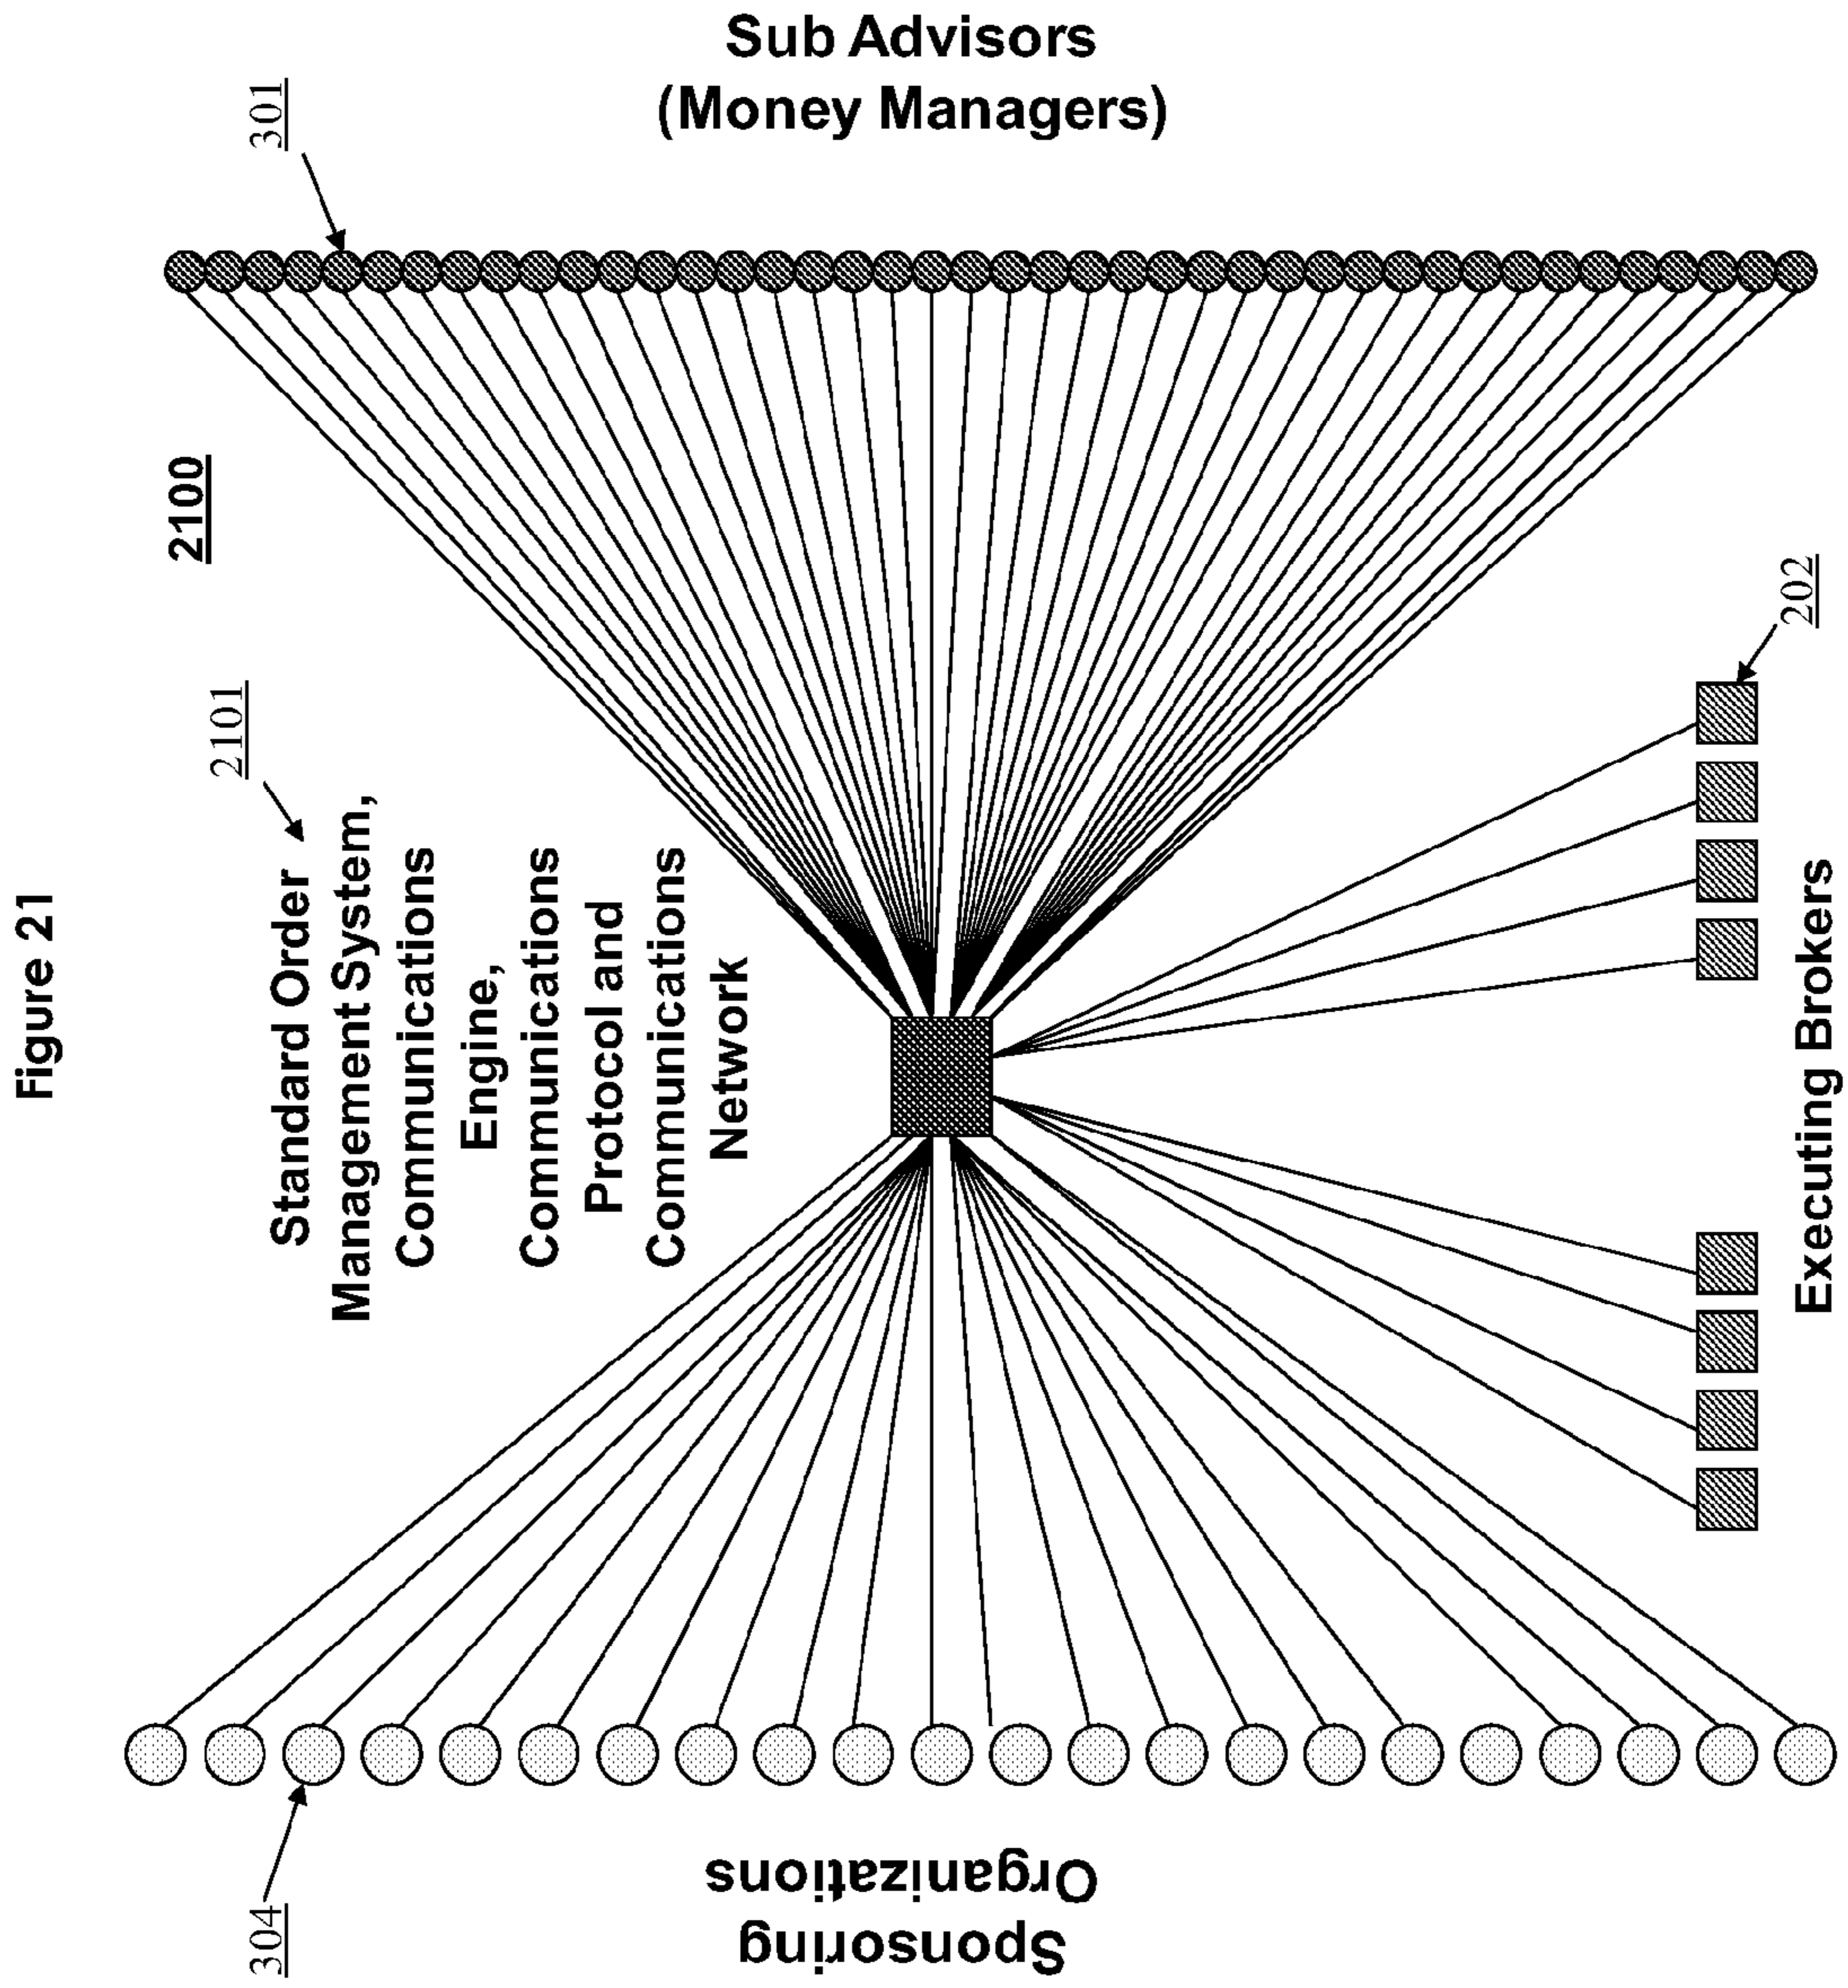 Figure 21
2100
2101
Standard Order
Management System,
Communications
Engine,
Communications
Protocol and
Communications
Network
304
Sponsoring
Organizations
301
Sub Advisors
(Money Managers)
202
Executing Brokers